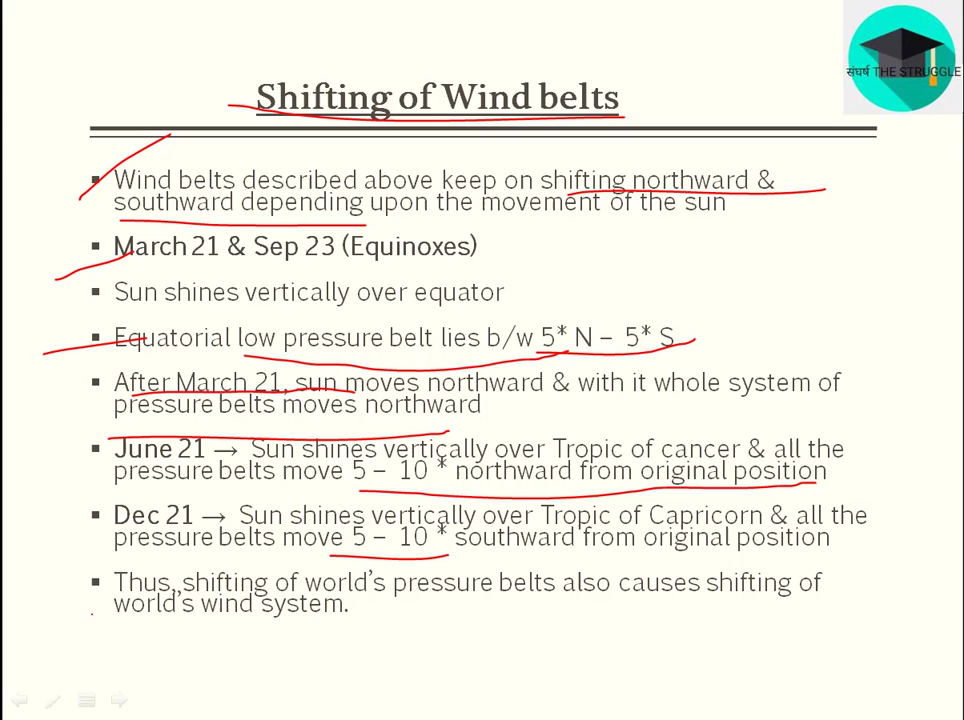 संघर्ष THE STRUGGLE
Shifting of Wind belts
▪ Wind belts described above keep on shifting northward &
southward depending upon the movement of the sun
▪ March 21 & Sep 23 (Equinoxes)
▪ Sun shines vertically over equator
▪ Equatorial low pressure belt lies b/w 5* N – 5* S
▪ After March 21, sun moves northward & with it whole system of
pressure belts moves northward
▪ June 21 → Sun shines vertically over Tropic of cancer & all the
pressure belts move 5 – 10 * northward from original position
▪ Dec 21 → Sun shines vertically over Tropic of Capricorn & all the
pressure belts move 5 – 10 * southward from original position
▪ Thus,,shifting of world's pressure belts also causes shifting of
world's wind system.